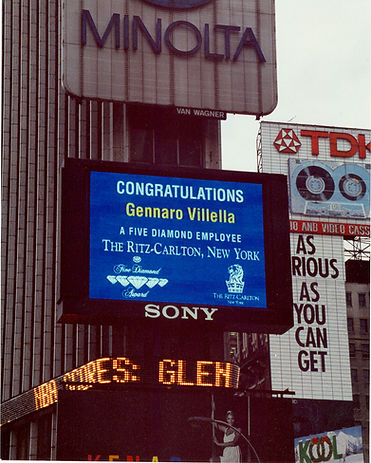 MINOLTA
VAN WAGNER
TDK
IO AND VIDEO CASS
CONGRATULATIONS
Gennaro Villella
A FIVE DIAMOND EMPLOYEE
THE RITZ-CARLTON, NEW YORK
Five Diamond
Award
THE RITZ-CARLTON
NEW YORK
SONY
AS
RIOUS
AS
YOU
CAN
GET
NBA SCORES: GLEN
KOOL